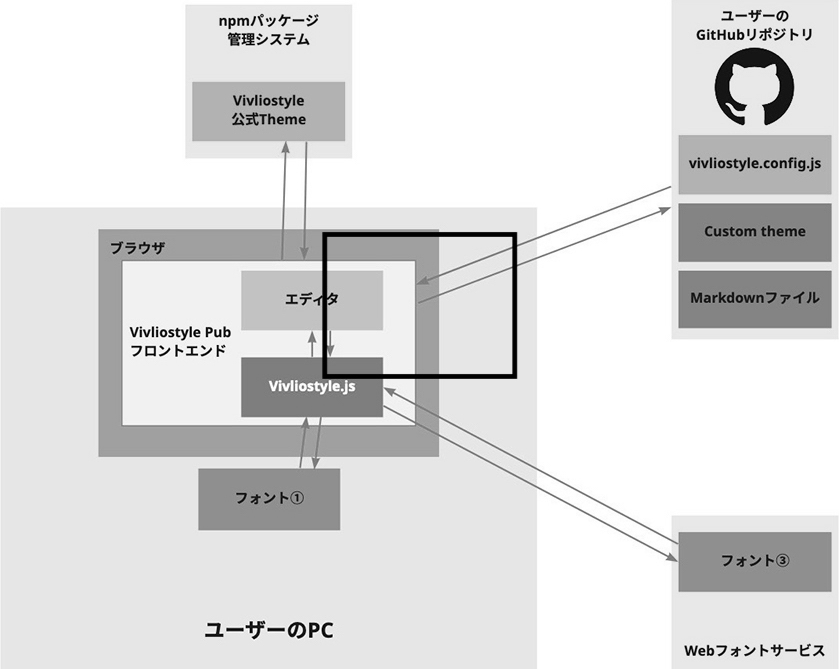 npmパッケージ
管理システム
Vivliostyle
公式Theme
ユーザーの
GitHubリポジトリ
vivliostyle.config.js
Custom theme
Markdownファイル
ブラウザ
エディタ
Vivliostyle Pub
フロントエンド
Vivliostyle.js
フォント①
フォント③
Webフォントサービス
ユーザーのPC